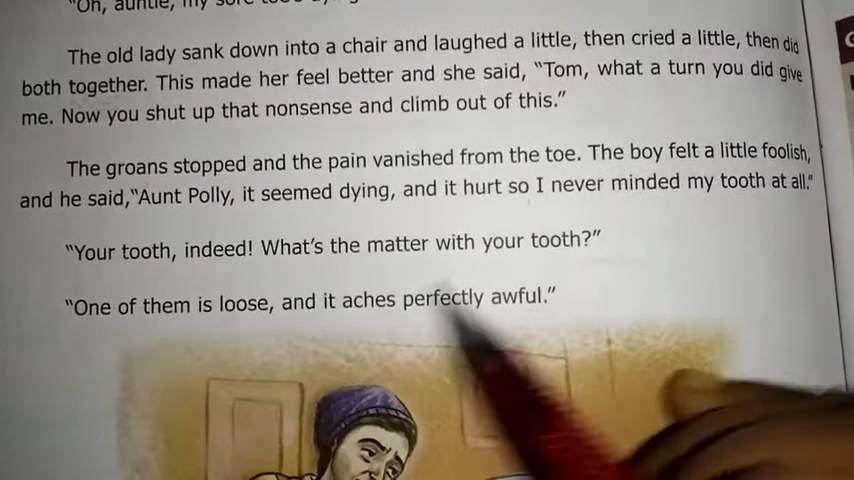 "Oh, auntie, my sore
The old lady sank down into a chair and laughed a little, then cried a little, then did
both together. This made her feel better and she said, "Tom, what a turn you did give
me. Now you shut up that nonsense and climb out of this."
The groans stopped and the pain vanished from the toe. The boy felt a little foolish,
and he said,"Aunt Polly, it seemed dying, and it hurt so I never minded my tooth at all."
"Your tooth, indeed! What's the matter with your tooth?"
"One of them is loose, and it aches perfectly awful."